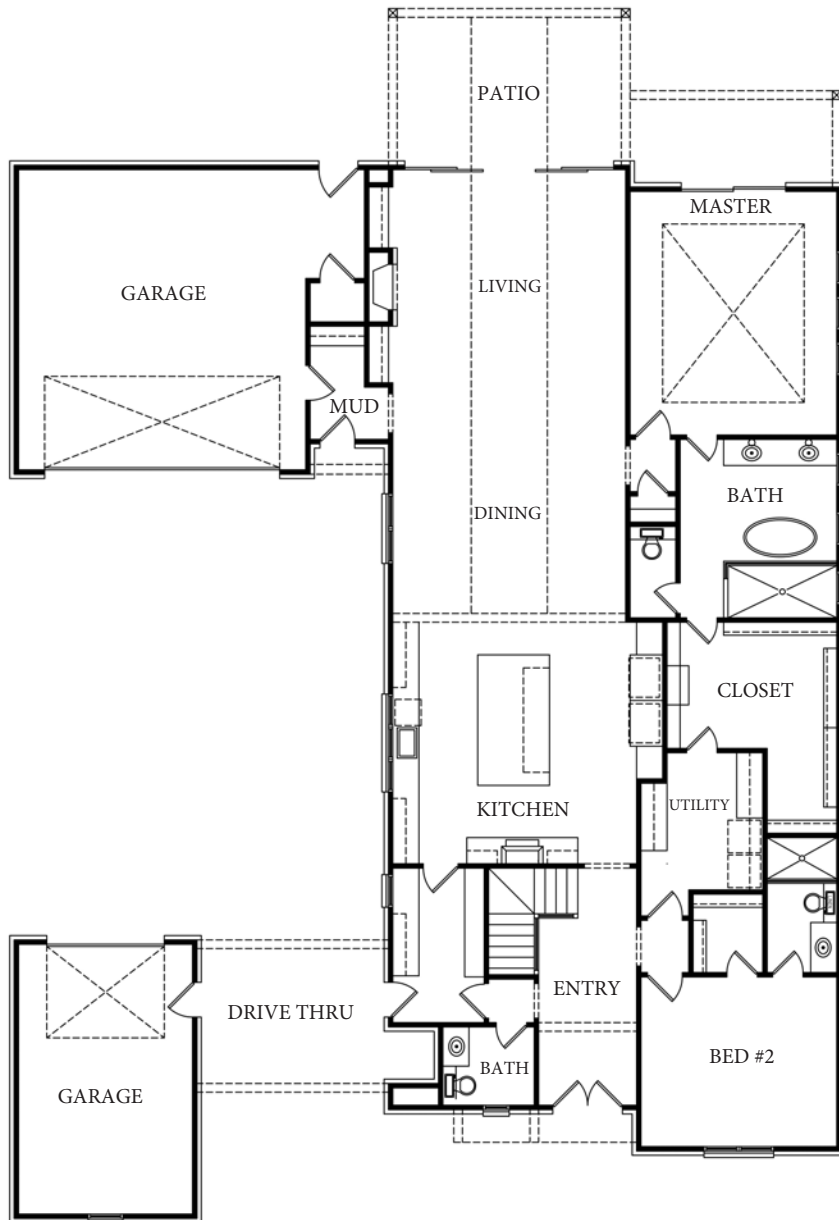 PATIO
MASTER
LIVING
GARAGE
MUD
BATH
DINING
CLOSET
KITCHEN
UTILITY
ENTRY
DRIVE THRU
BED #2
BATH
GARAGE